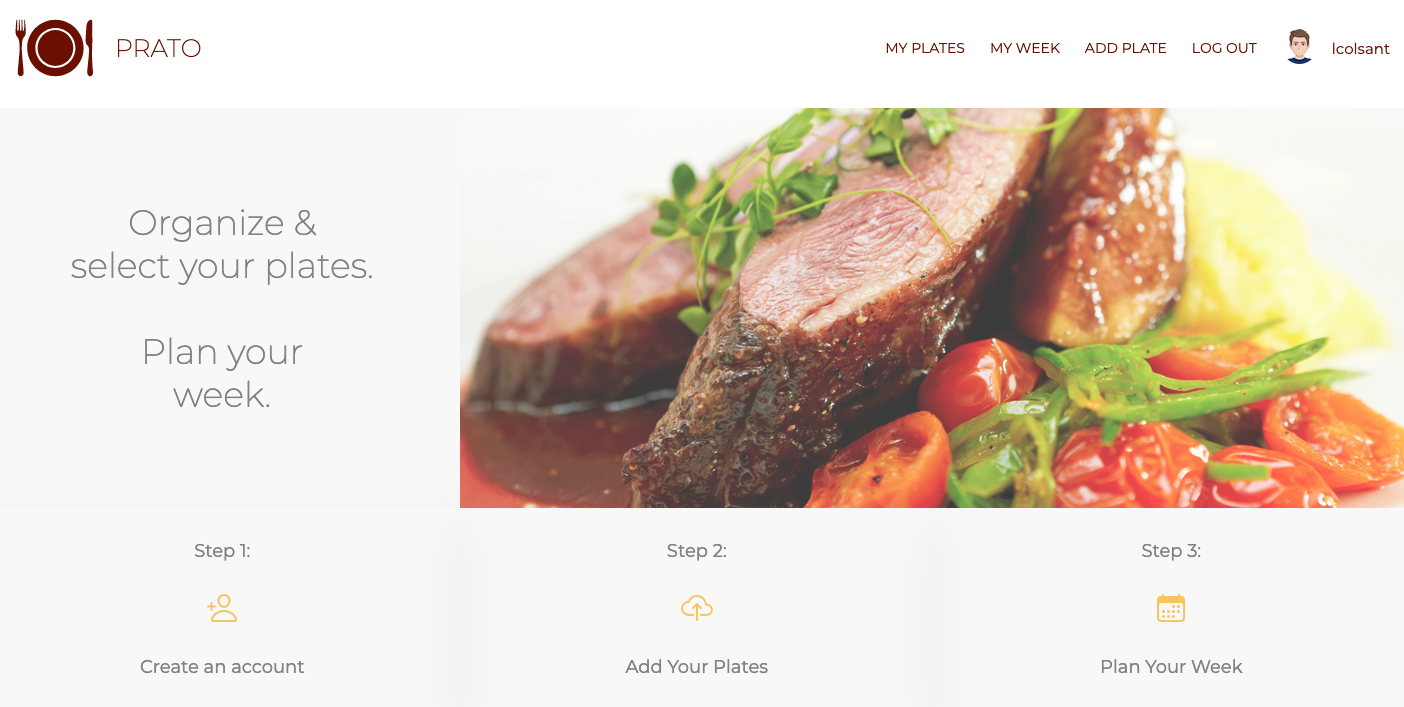 PRATO
MY PLATES
MY WEEK
ADD PLATE
LOG OUT
lcolsant
Organize &
select your plates.
Plan your
week.
Step 1:
Create an account
Step 2:
Add Your Plates
Step 3:
Plan Your Week